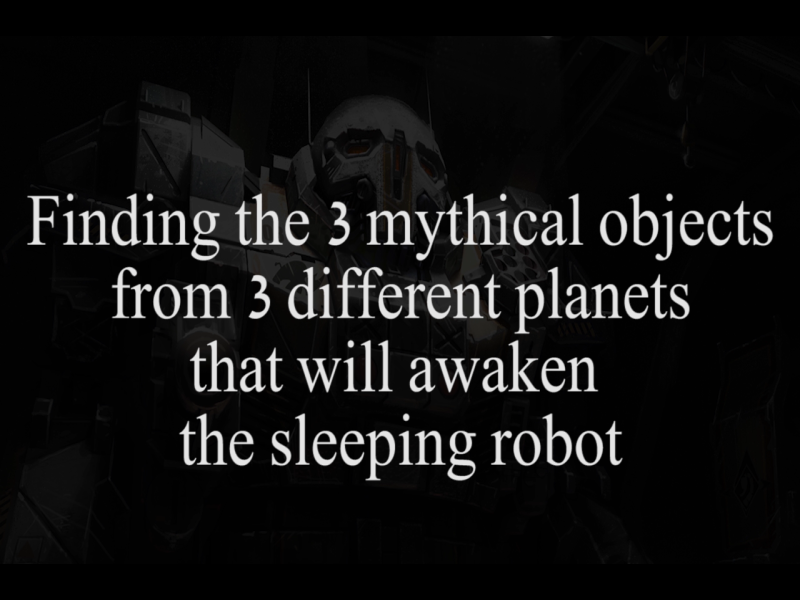 Finding the 3 mythical objects
from 3 different planets
that will awaken
the sleeping robot